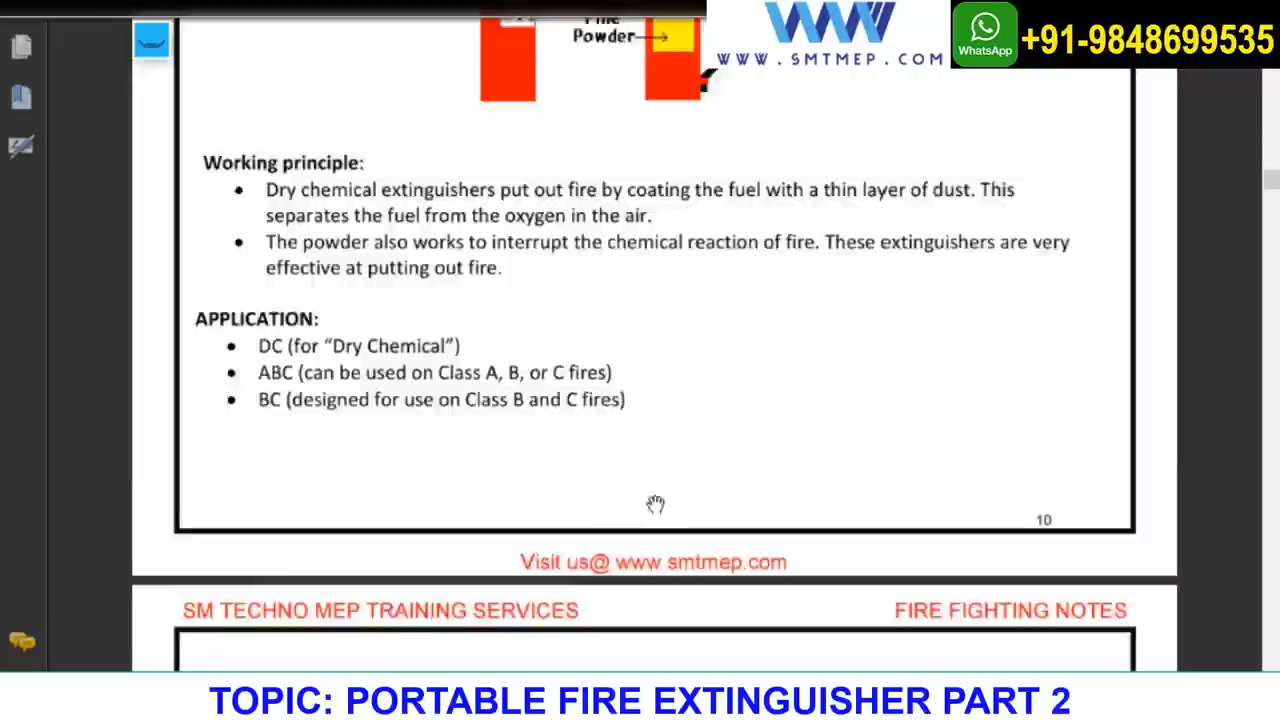 Powder
WWW.SMTMEP.COM
WhatsApp
+91-9848699535
Working principle:
• Dry chemical extinguishers put out fire by coating the fuel with a thin layer of dust. This
separates the fuel from the oxygen in the air.
• The powder also works to interrupt the chemical reaction of fire. These extinguishers are very
effective at putting out fire.
APPLICATION:
• DC (for “Dry Chemical”)
• ABC (can be used on Class A, B, or C fires)
• BC (designed for use on Class B and C fires)
10
Visit us@ www smtmep.com
SM TECHNO MEP TRAINING SERVICES
FIRE FIGHTING NOTES
TOPIC: PORTABLE FIRE EXTINGUISHER PART 2